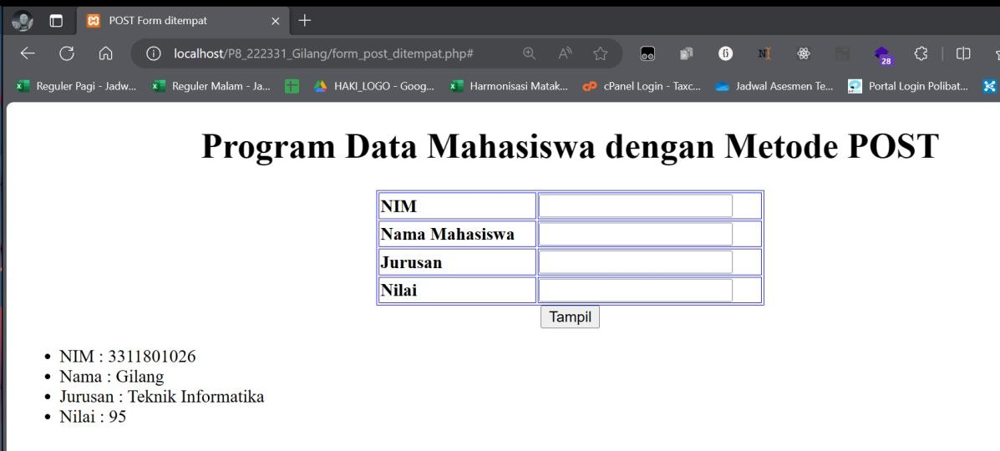 POST Form ditempat
localhost/P8_222331_Gilang/form_post_ditempat.php#
28
Reguler Pagi - Jadw...
Reguler Malam - Ja...
HAKI_LOGO - Goog...
Harmonisasi Matak...
cPanel Login - Taxc...
Jadwal Asesmen Te...
Portal Login Polibat...
Program Data Mahasiswa dengan Metode POST
NIM
Nama Mahasiswa
Jurusan
Nilai
Tampil
• NIM : 3311801026
• Nama : Gilang
• Jurusan : Teknik Informatika
• Nilai : 95